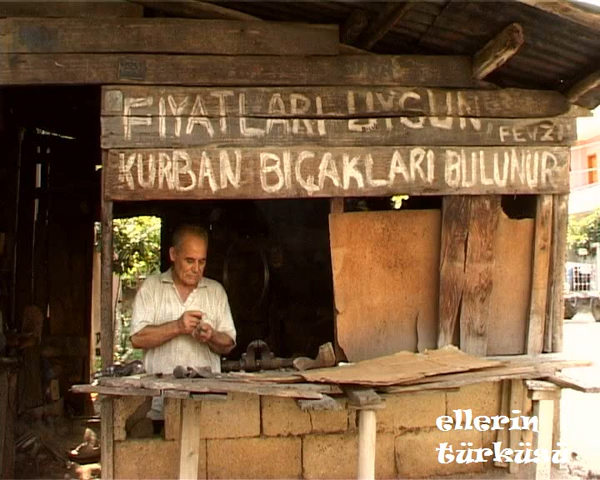 FİYATLARI UYGUN
FEVZİ
KURBAN BIÇAKLARI BULUNUR
ellerin
türküsü